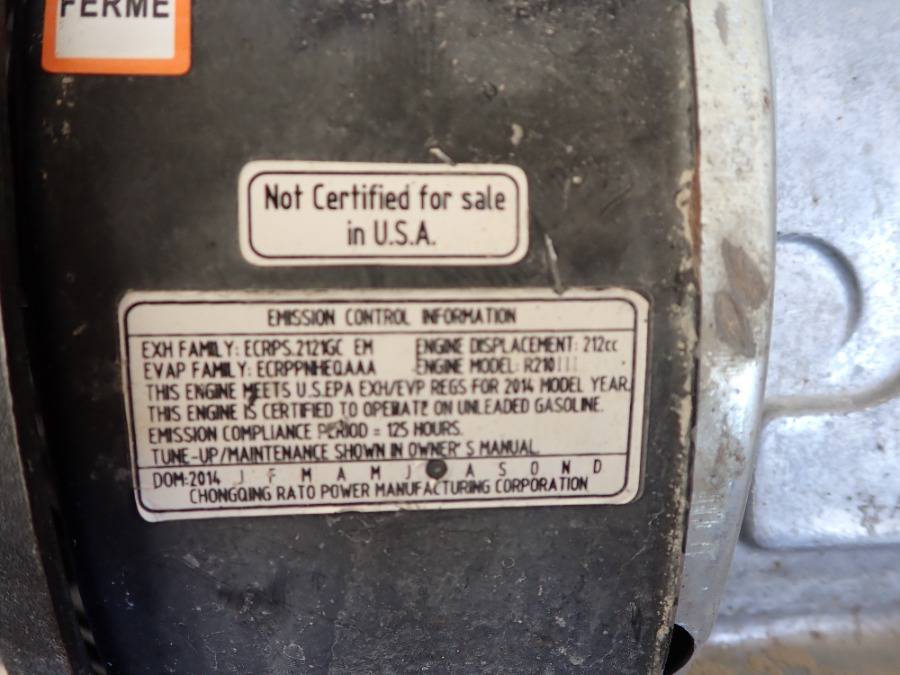 FERME
Not Certified for sale
in U.S.A.
EMISSION CONTROL INFORMATION
EXH FAMILY: ECRPS.2121GC EM ENGINE DISPLACEMENT: 212cc
EVAP FAMILY: ECRPPNHEQAAA ENGINE MODEL: R210III
THIS ENGINE MEETS U.S.EPA EXH/EVP REGS FOR 2014 MODEL YEAR.
THIS ENGINE IS CERTIFIED TO OPERATE ON UNLEADED GASOLINE.
EMISSION COMPLIANCE PERIOD = 125 HOURS.
TUNE-UP/MAINTENANCE SHOWN IN OWNER'S MANUAL.
DOM:2014 J F M A M J A S O N D
CHONGQING RATO POWER MANUFACTURING CORPORATION